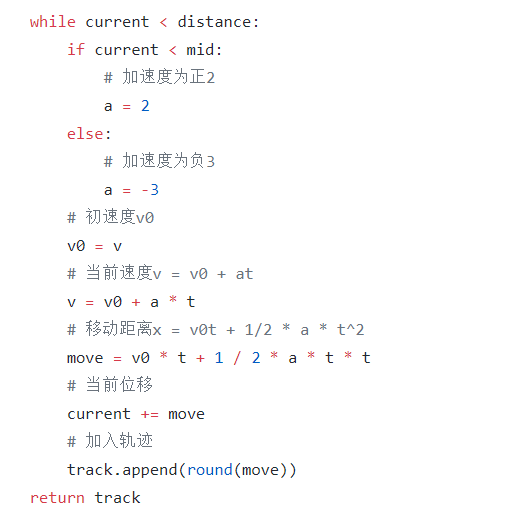 while current < distance:
    if current < mid:
        # 加速度为正2
        a = 2
    else:
        # 加速度为负3
        a = -3
    # 初速度v0
    v0 = v
    # 当前速度v = v0 + at
    v = v0 + a * t
    # 移动距离x = v0t + 1/2 * a * t^2
    move = v0 * t + 1 / 2 * a * t * t
    # 当前位移
    current += move
    # 加入轨迹
    track.append(round(move))
return track